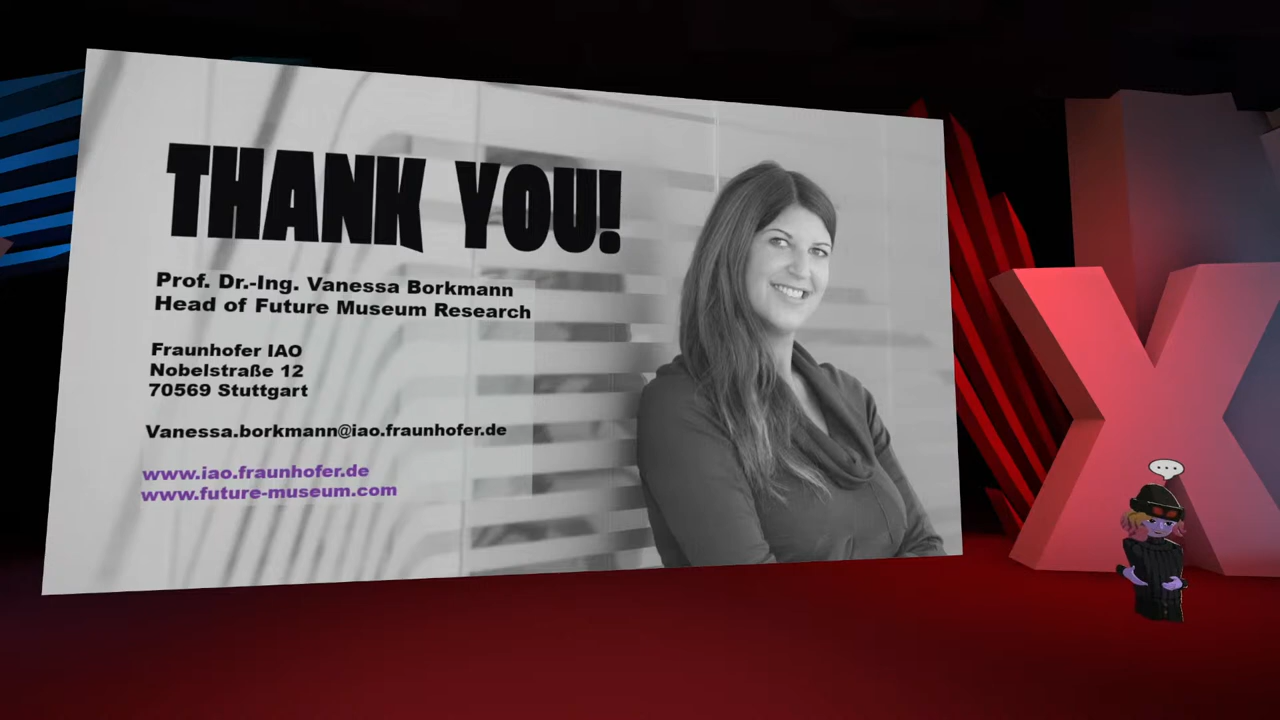 THANK YOU!
Prof. Dr.-Ing. Vanessa Borkmann
Head of Future Museum Research
Fraunhofer IAO
Nobelstraße 12
70569 Stuttgart
Vanessa.borkmann@iao.fraunhofer.de
www.iao.fraunhofer.de
www.future-museum.com
X